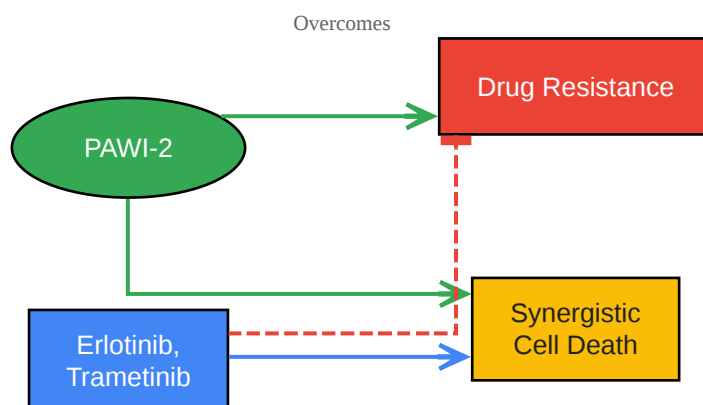 Overcomes
Drug Resistance
PAWI-2
Synergistic
Cell Death
Erlotinib,
Trametinib